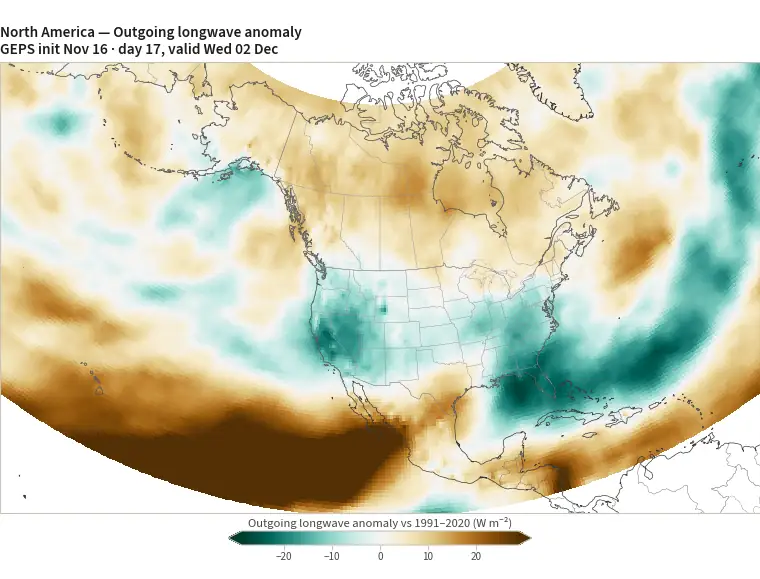 North America — Outgoing longwave anomaly
GEPS init Nov 16 · day 17, valid Wed 02 Dec
Outgoing longwave anomaly vs 1991–2020 (W m⁻²)
−20 −10 0 10 20